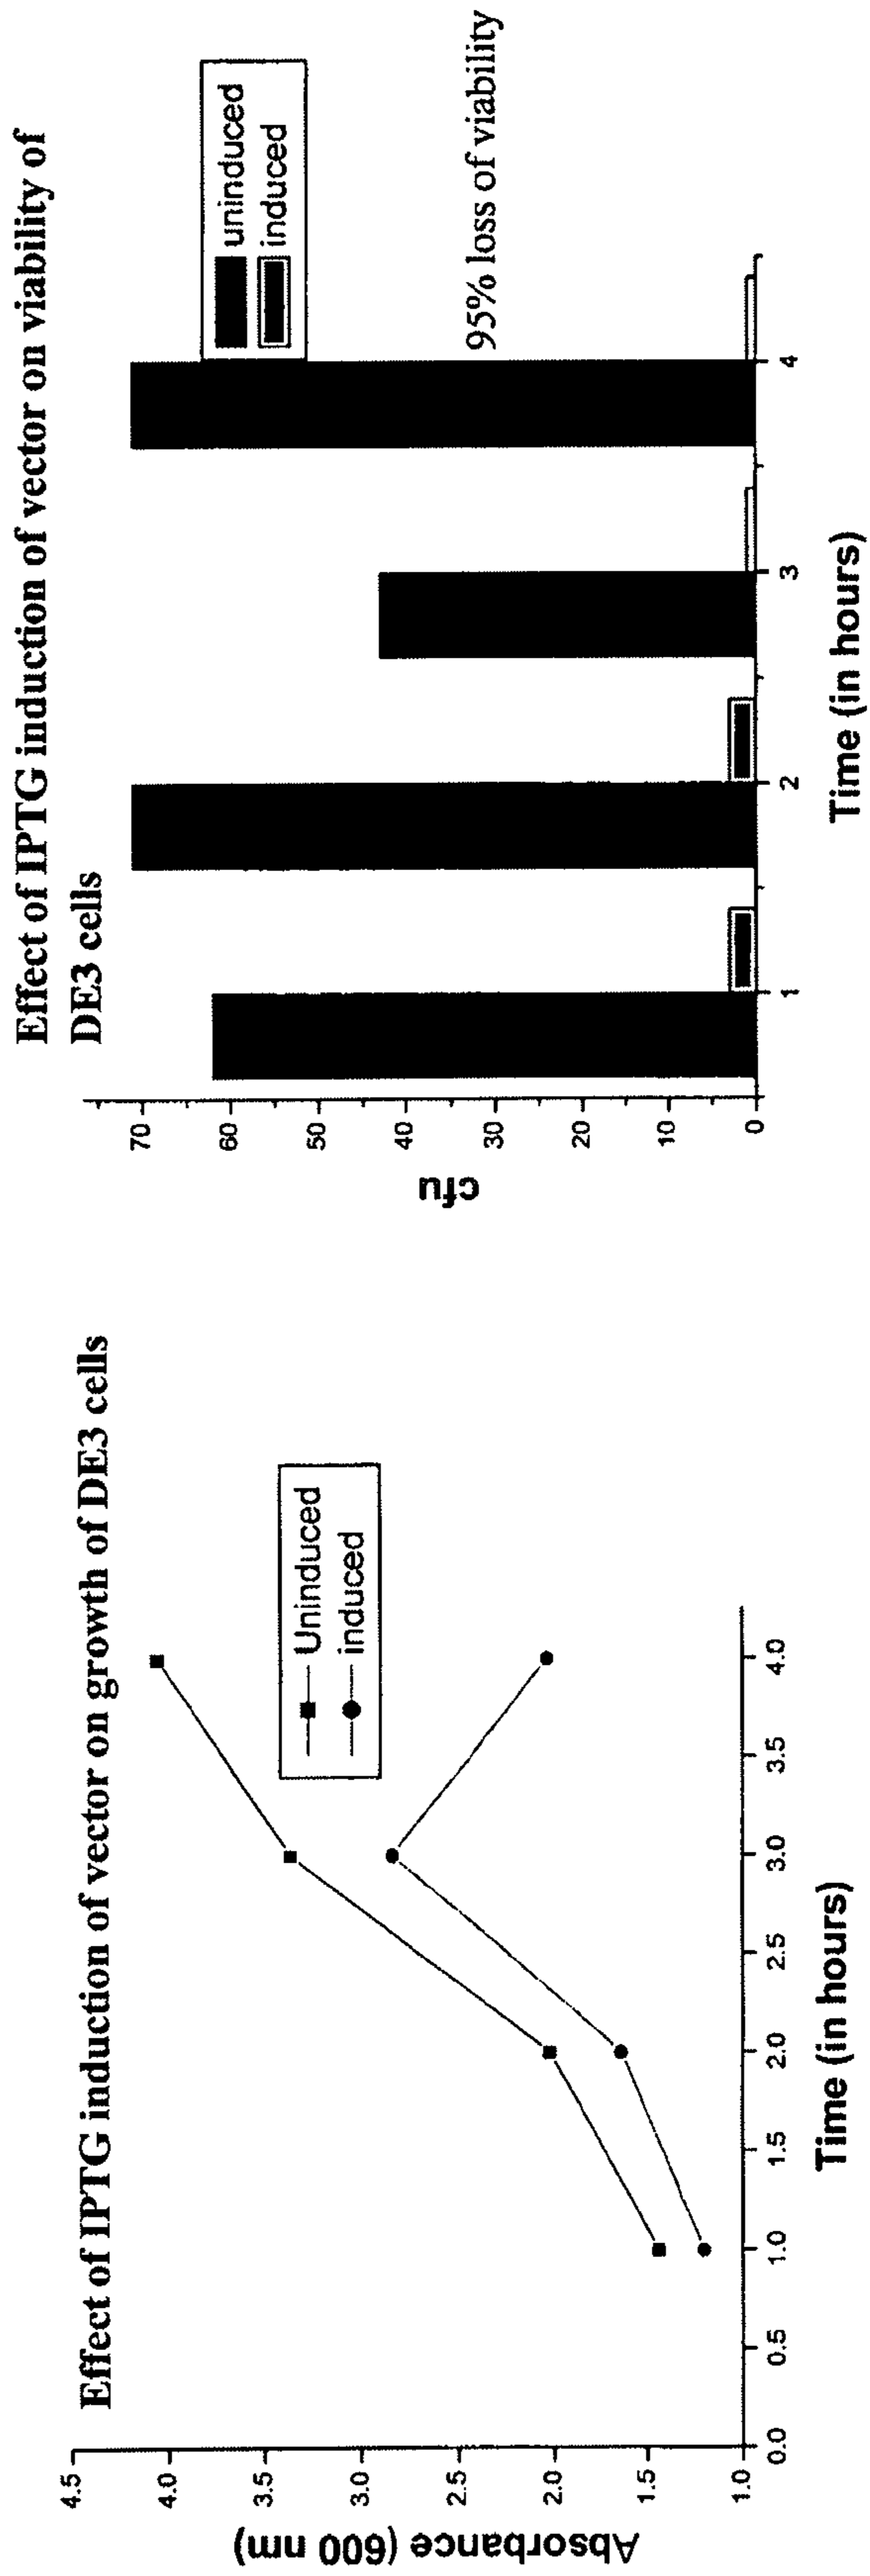 Effect of IPTG induction of vector on growth of DE3 cells
4.5
4.0
3.5
3.0
2.5
2.0
1.5
1.0
Absorbance (600 nm)
Uninduced
induced
0.0 0.5 1.0 1.5 2.0 2.5 3.0 3.5 4.0
Time (in hours)
Effect of IPTG induction of vector on viability of
DE3 cells
70
60
50
40
30
20
10
0
cfu
uninduced
induced
95% loss of viability
1 2 3 4
Time (in hours)